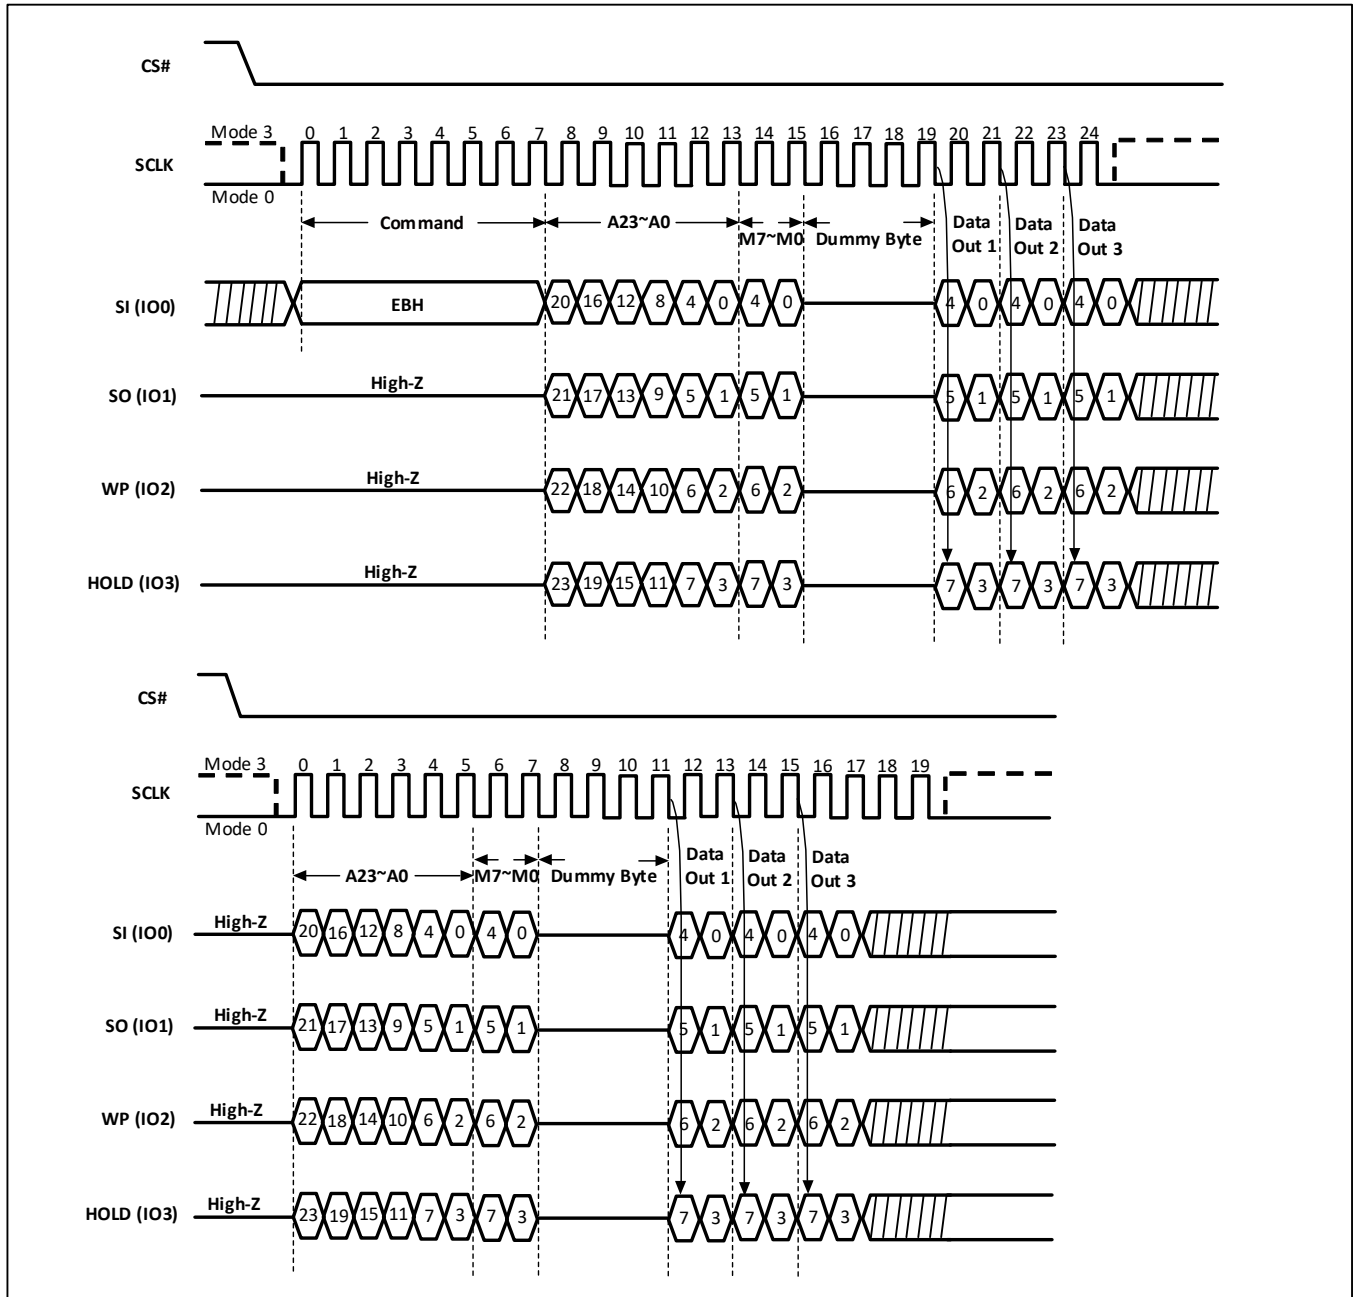 CS#
Mode 3 0 1 2 3 4 5 6 7 8 9 10 11 12 13 14 15 16 17 18 19 20 21 22 23 24
SCLK
Mode 0
Command A23~A0 M7~M0 Dummy Byte Data Out 1 Data Out 2 Data Out 3
SI (IO0) EBH 20 16 12 8 4 0 4 0 4 0 4 0 4 0
SO (IO1) High-Z 21 17 13 9 5 1 5 1 5 1 5 1 5 1
WP (IO2) High-Z 22 18 14 10 6 2 6 2 6 2 6 2 6 2
HOLD (IO3) High-Z 23 19 15 11 7 3 7 3 7 3 7 3 7 3
CS#
Mode 3 0 1 2 3 4 5 6 7 8 9 10 11 12 13 14 15 16 17 18 19
SCLK
Mode 0
A23~A0 M7~M0 Dummy Byte Data Out 1 Data Out 2 Data Out 3
SI (IO0) High-Z 20 16 12 8 4 0 4 0 4 0 4 0 4 0
SO (IO1) High-Z 21 17 13 9 5 1 5 1 5 1 5 1 5 1
WP (IO2) High-Z 22 18 14 10 6 2 6 2 6 2 6 2 6 2
HOLD (IO3) High-Z 23 19 15 11 7 3 7 3 7 3 7 3 7 3